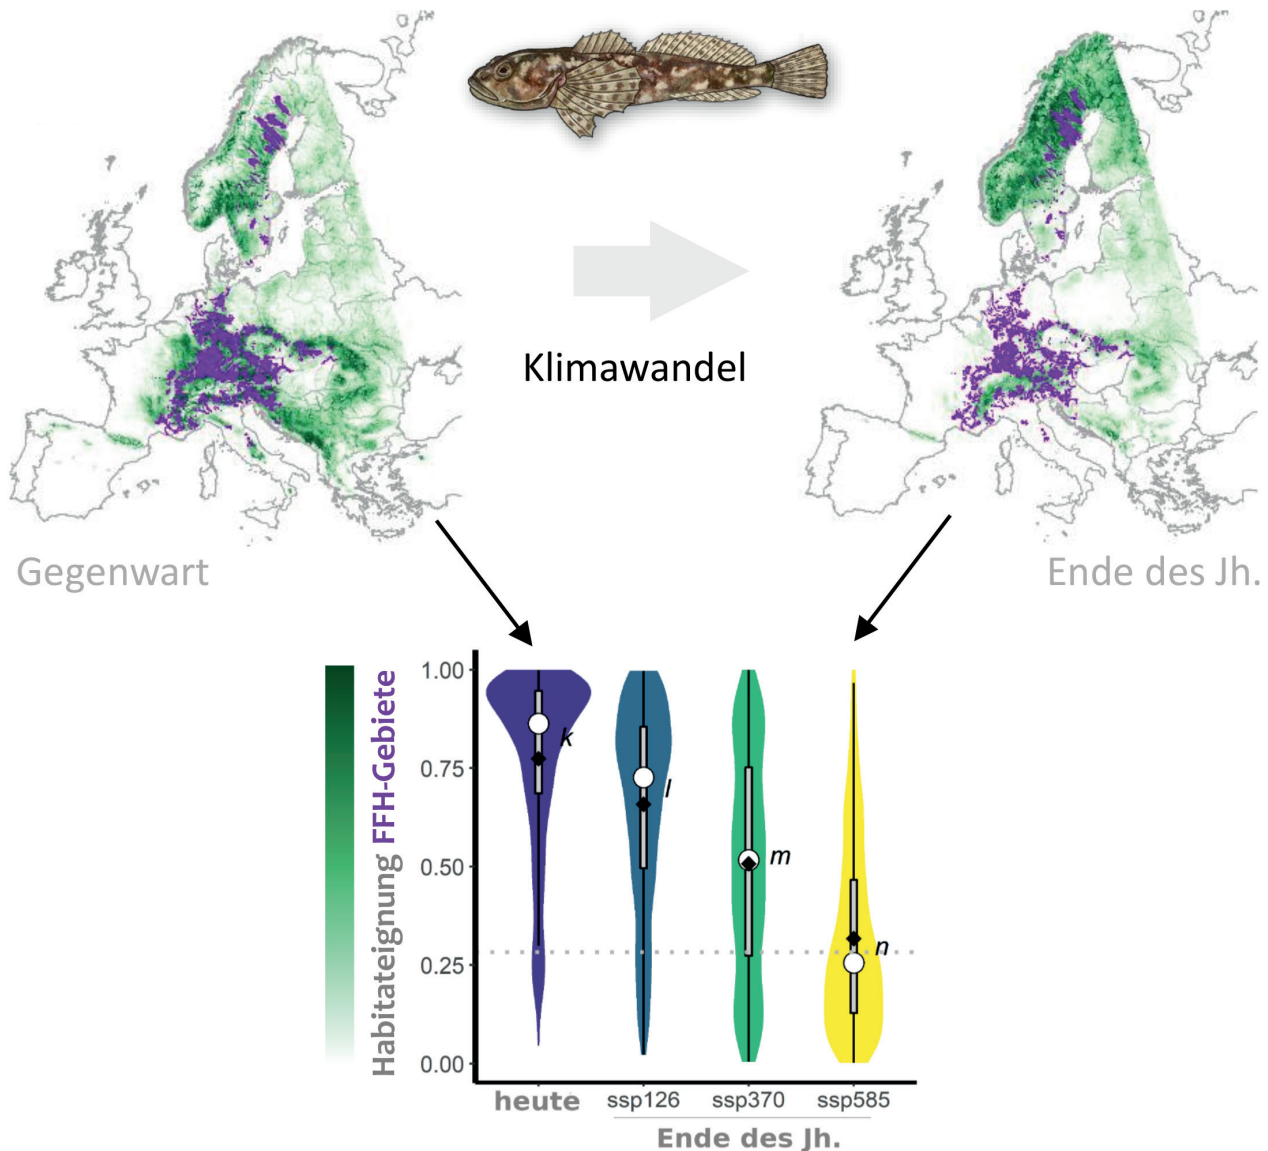 Klimawandel
Gegenwart
Ende des Jh.
Habitateignung FFH-Gebiete
1.00
0.75
0.50
0.25
0.00
k
l
m
n
heute
ssp126
ssp370
ssp585
Ende des Jh.